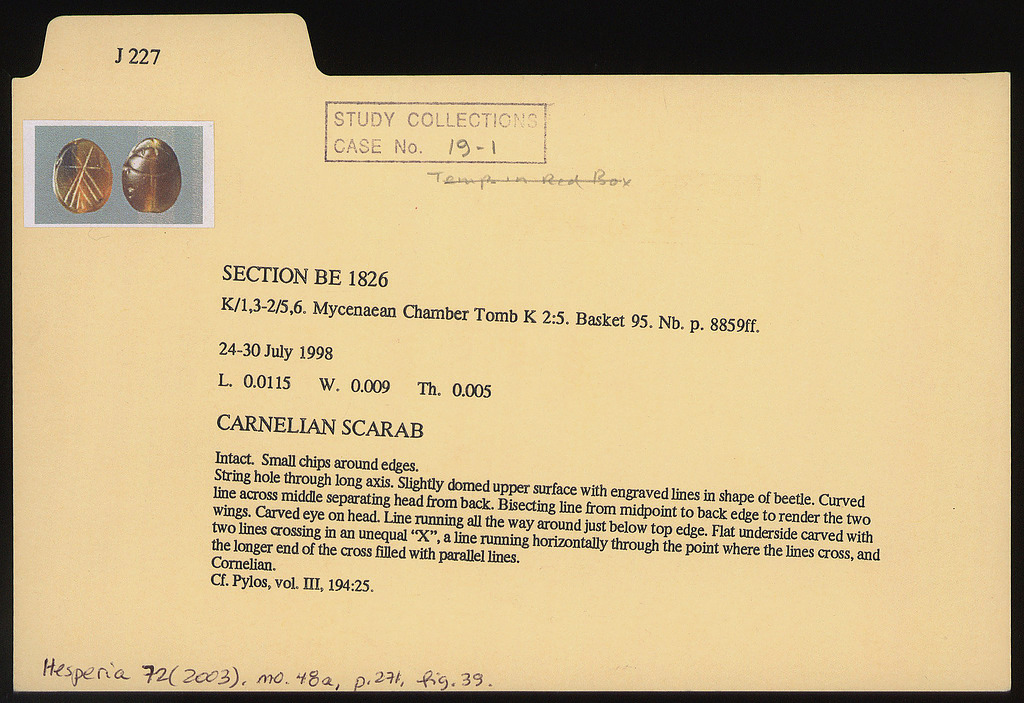 J 227
STUDY COLLECTIONS
CASE No. 19-1
Temp in Red Box
SECTION BE 1826
K/1,3-2/5,6. Mycenaean Chamber Tomb K 2:5. Basket 95. Nb. p. 8859ff.
24-30 July 1998
L. 0.0115 W. 0.009 Th. 0.005
CARNELIAN SCARAB
Intact. Small chips around edges.
String hole through long axis. Slightly domed upper surface with engraved lines in shape of beetle. Curved
line across middle separating head from back. Bisecting line from midpoint to back edge to render the two
wings. Carved eye on head. Line running all the way around just below top edge. Flat underside carved with
two lines crossing in an unequal “X”, a line running horizontally through the point where the lines cross, and
the longer end of the cross filled with parallel lines.
Cornelian.
Cf. Pylos, vol. III, 194:25.
Hesperia 72(2003). no. 48a, p.271, fig. 39.